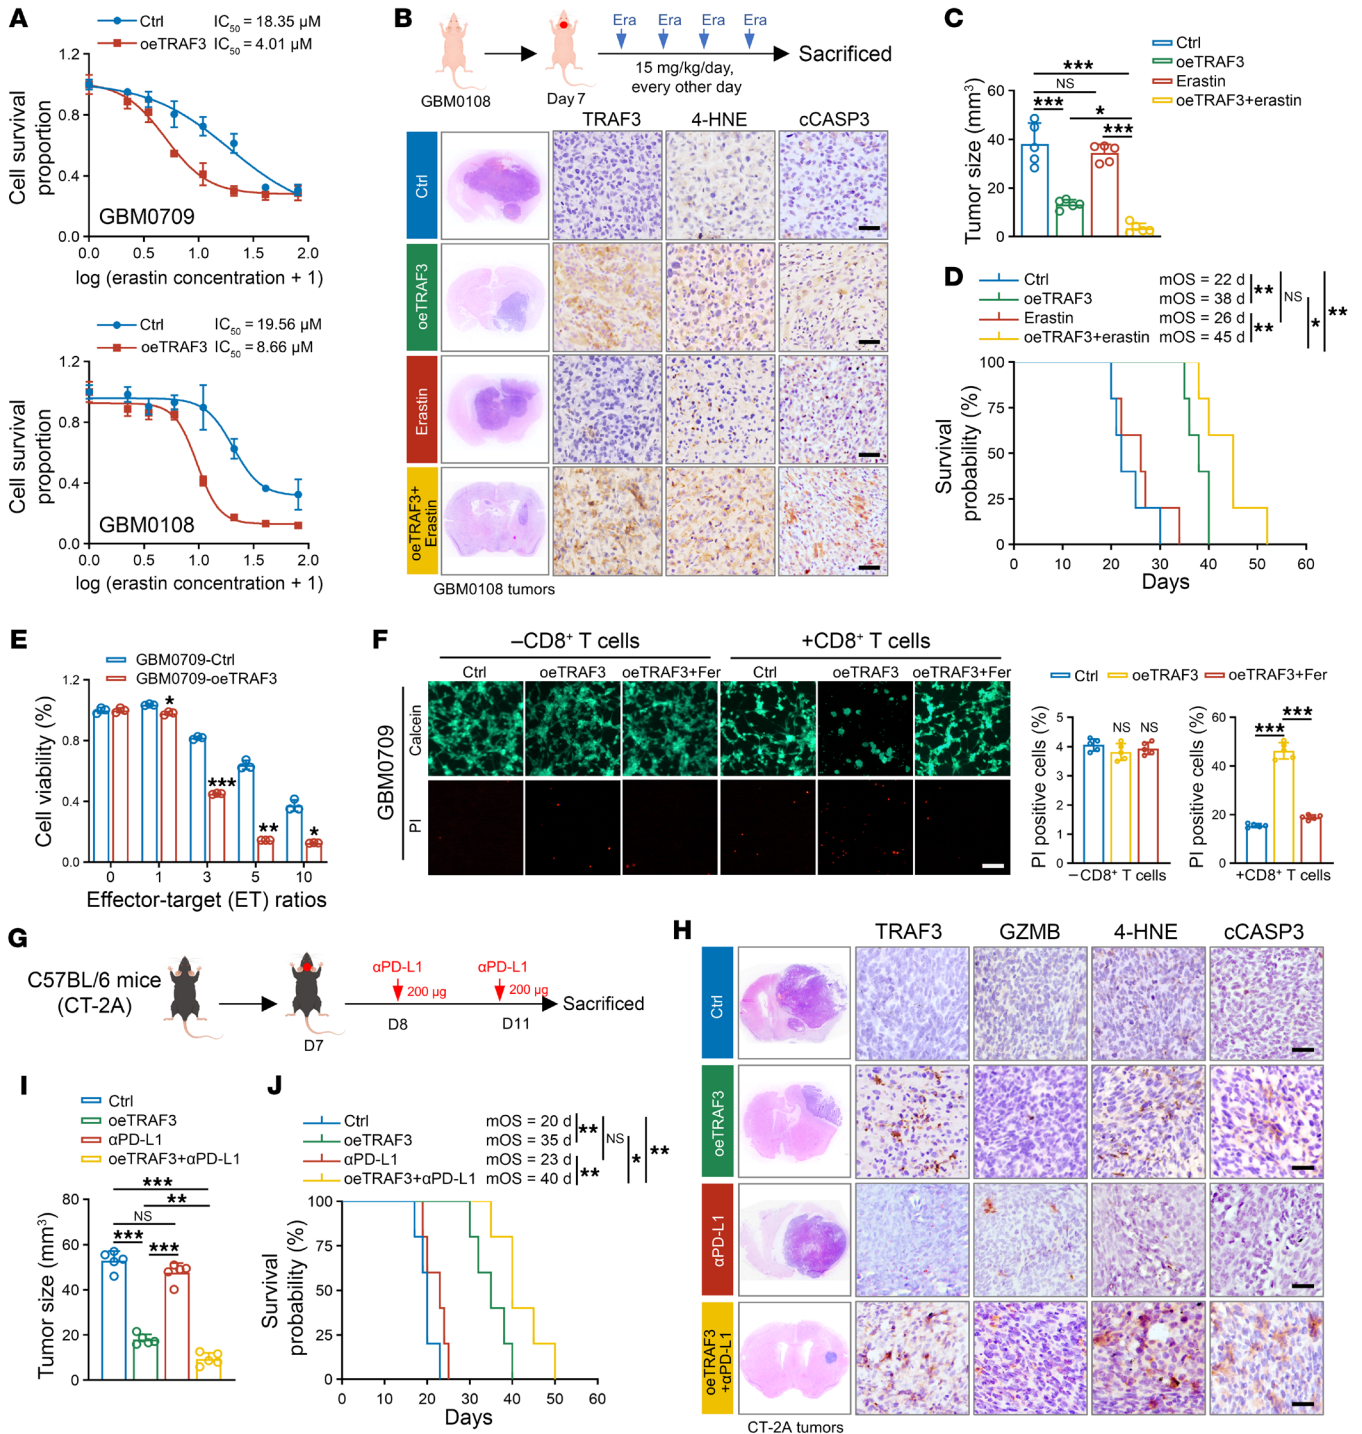 A
Ctrl IC50 = 18.35 µM
oeTRAF3 IC50 = 4.01 µM
1.2
0.8
0.4
0.0
Cell survival
proportion
GBM0709
0.0 0.5 1.0 1.5 2.0
log (erastin concentration + 1)
Ctrl IC50 = 19.56 µM
oeTRAF3 IC50 = 8.66 µM
1.2
0.8
0.4
0.0
Cell survival
proportion
GBM0108
0.0 0.5 1.0 1.5 2.0
log (erastin concentration + 1)
B
Era Era Era Era
Sacrificed
15 mg/kg/day,
every other day
GBM0108 Day 7
TRAF3 4-HNE cCASP3
Ctrl
oeTRAF3
Erastin
oeTRAF3+
Erastin
GBM0108 tumors
C
Ctrl
oeTRAF3
Erastin
oeTRAF3+erastin
***
NS
*** *
***
Tumor size (mm³)
60
40
20
0
D
Ctrl mOS = 22 d
oeTRAF3 mOS = 38 d
Erastin mOS = 26 d
oeTRAF3+erastin mOS = 45 d
** NS **
** *
Survival
probability (%)
100
75
50
25
0
0 10 20 30 40 50 60
Days
E
GBM0709-Ctrl
GBM0709-oeTRAF3
1.2
0.8
0.4
0.0
Cell viability (%)
* *** ** *
0 1 3 5 10
Effector-target (ET) ratios
F
–CD8+ T cells +CD8+ T cells
Ctrl oeTRAF3 oeTRAF3+Fer Ctrl oeTRAF3 oeTRAF3+Fer
GBM0709
Calcein
PI
Ctrl oeTRAF3 oeTRAF3+Fer
PI positive cells (%)
5
4
3
2
1
0
NS NS
–CD8+ T cells
PI positive cells (%)
60
40
20
0
*** ***
+CD8+ T cells
G
C57BL/6 mice
(CT-2A)
αPD-L1 αPD-L1
200 µg 200 µg
Sacrificed
D7 D8 D11
H
TRAF3 GZMB 4-HNE cCASP3
Ctrl
oeTRAF3
αPD-L1
oeTRAF3
+αPD-L1
CT-2A tumors
I
Ctrl
oeTRAF3
αPD-L1
oeTRAF3+αPD-L1
***
**
NS
*** ***
Tumor size (mm³)
80
60
40
20
0
J
Ctrl mOS = 20 d
oeTRAF3 mOS = 35 d
αPD-L1 mOS = 23 d
oeTRAF3+αPD-L1 mOS = 40 d
** NS **
** *
Survival
probability (%)
100
75
50
25
0
0 10 20 30 40 50 60
Days